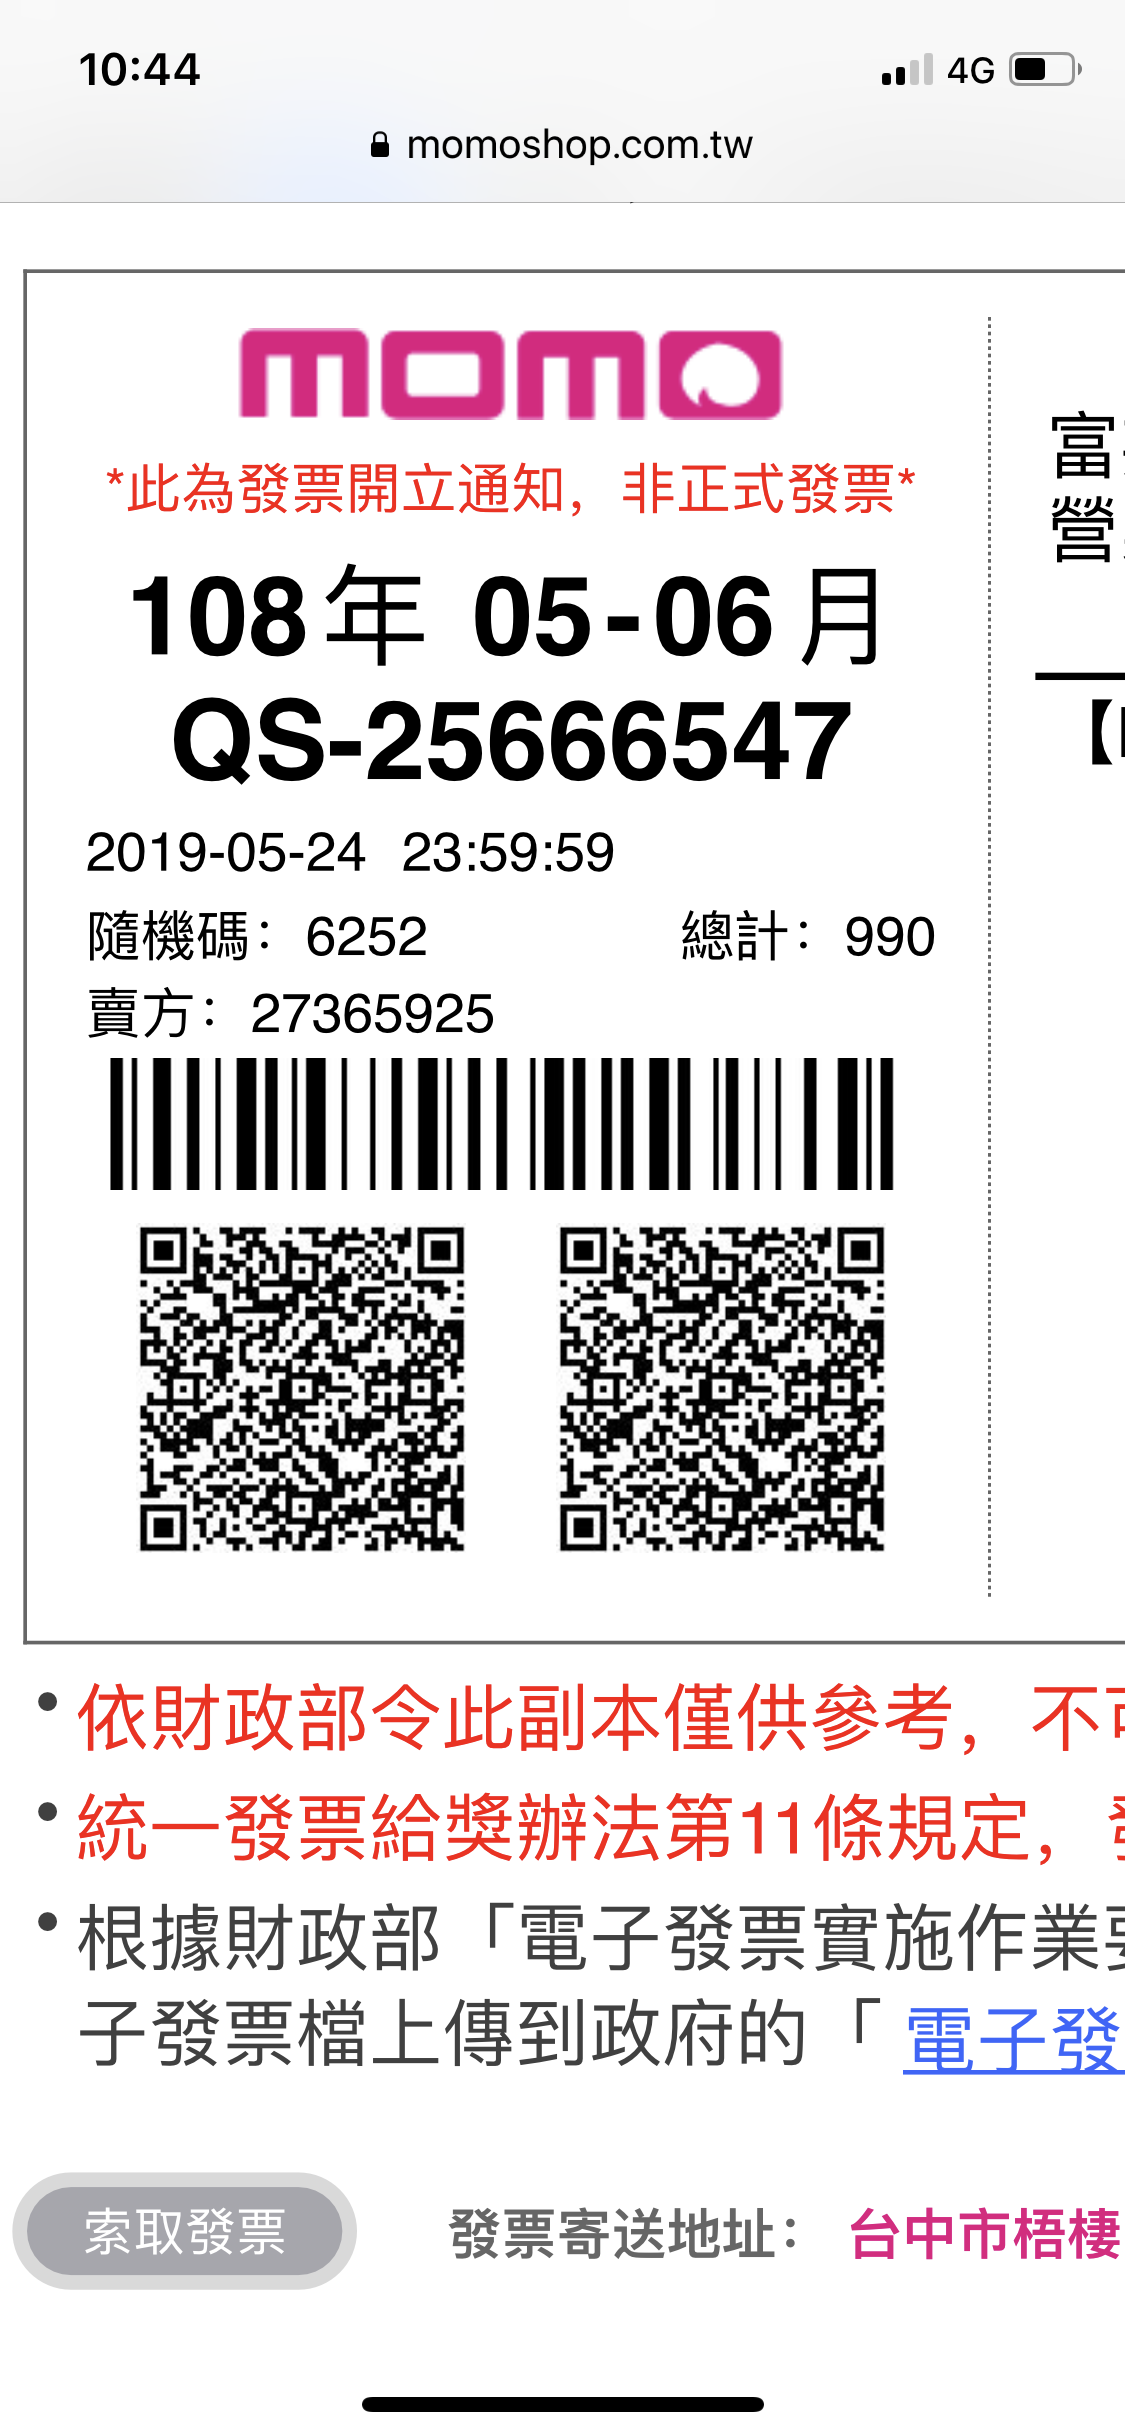 10:44
4G
momoshop.com.tw
momo
*此為發票開立通知，非正式發票*
108年 05-06月
QS-25666547
2019-05-24 23:59:59
隨機碼：6252 總計：990
賣方：27365925
富
營
【
•依財政部令此副本僅供參考，不
•統一發票給獎辦法第11條規定，
•根據財政部「電子發票實施作業
子發票檔上傳到政府的「電子發
索取發票 發票寄送地址：台中市梧棲